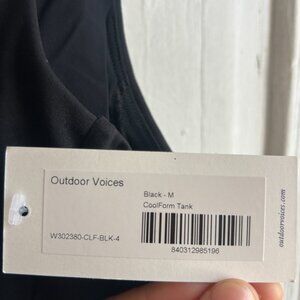 Outdoor Voices
Black - M
CoolForm Tank
W302380-CLF-BLK-4
840312985196
outdoorvoices.com